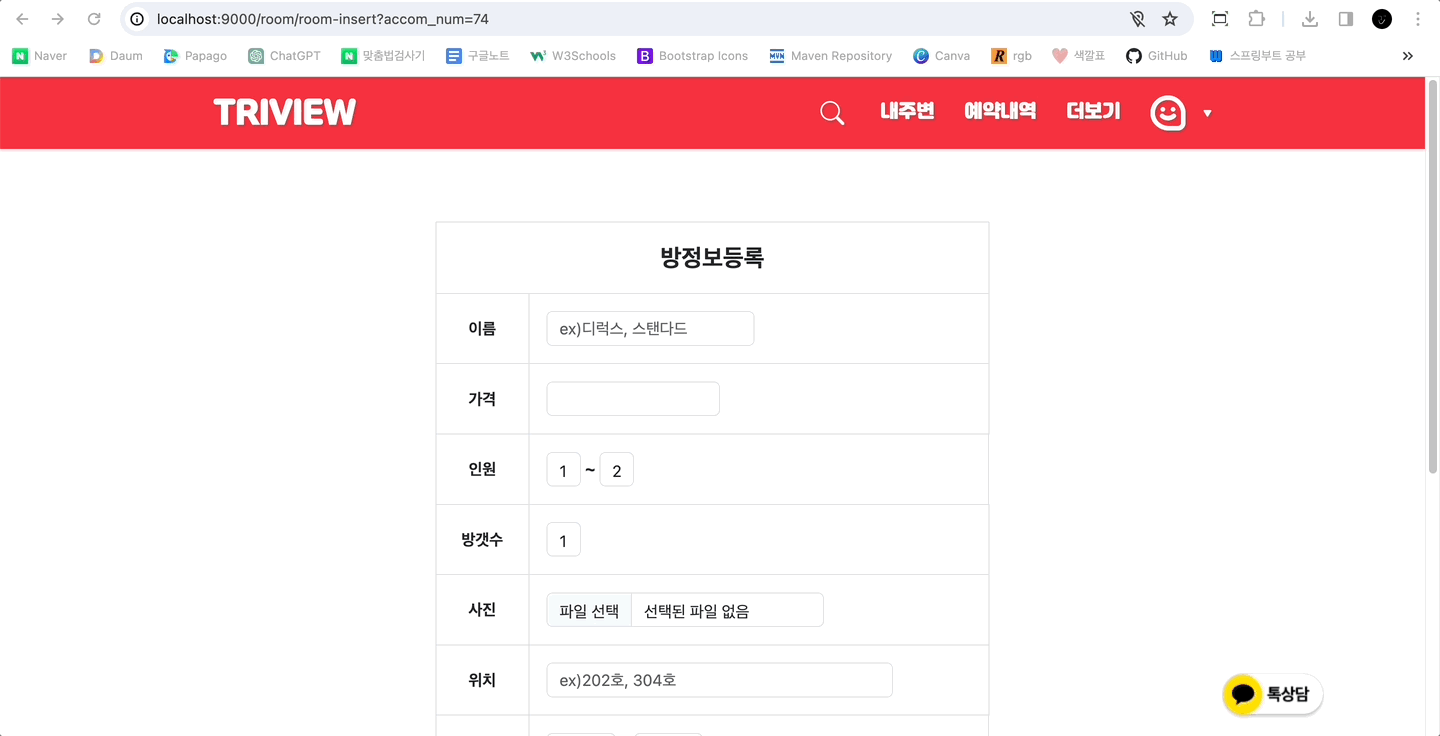 localhost:9000/room/room-insert?accom_num=74
Naver Daum Papago ChatGPT 맞춤법검사기 구글노트 W3Schools Bootstrap Icons Maven Repository Canva rgb 색깔표 GitHub 스프링부트 공부
TRIVIEW 내주변 예약내역 더보기
방정보등록
이름 ex)디럭스, 스탠다드
가격
인원 1 ~ 2
방갯수 1
사진 파일 선택 선택된 파일 없음
위치 ex)202호, 304호
톡상담